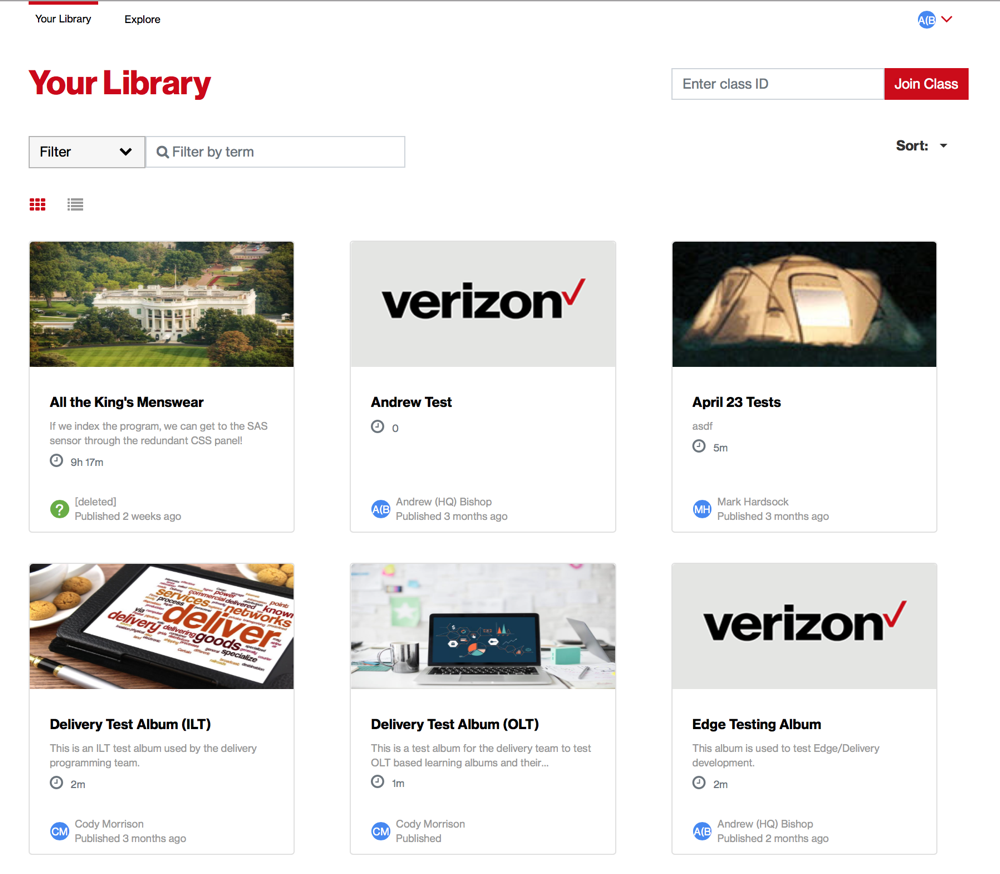 Your Library
Explore
A(B
Your Library
Enter class ID
Join Class
Filter
Filter by term
Sort:
verizon
All the King's Menswear
If we index the program, we can get to the SAS
sensor through the redundant CSS panel!
9h 17m
?
[deleted]
Published 2 weeks ago
Andrew Test
0
A(B
Andrew (HQ) Bishop
Published 3 months ago
April 23 Tests
asdf
5m
MH
Mark Hardsock
Published 3 months ago
services
networks
deliver
delivery
goods
specialize
process
power
commercial
delivered
point
via
verizon
Delivery Test Album (ILT)
This is an ILT test album used by the delivery
programming team.
2m
CM
Cody Morrison
Published 3 months ago
Delivery Test Album (OLT)
This is a test album for the delivery team to test
OLT based learning albums and their...
1m
CM
Cody Morrison
Published
Edge Testing Album
This album is used to test Edge/Delivery
development.
2m
A(B
Andrew (HQ) Bishop
Published 2 months ago